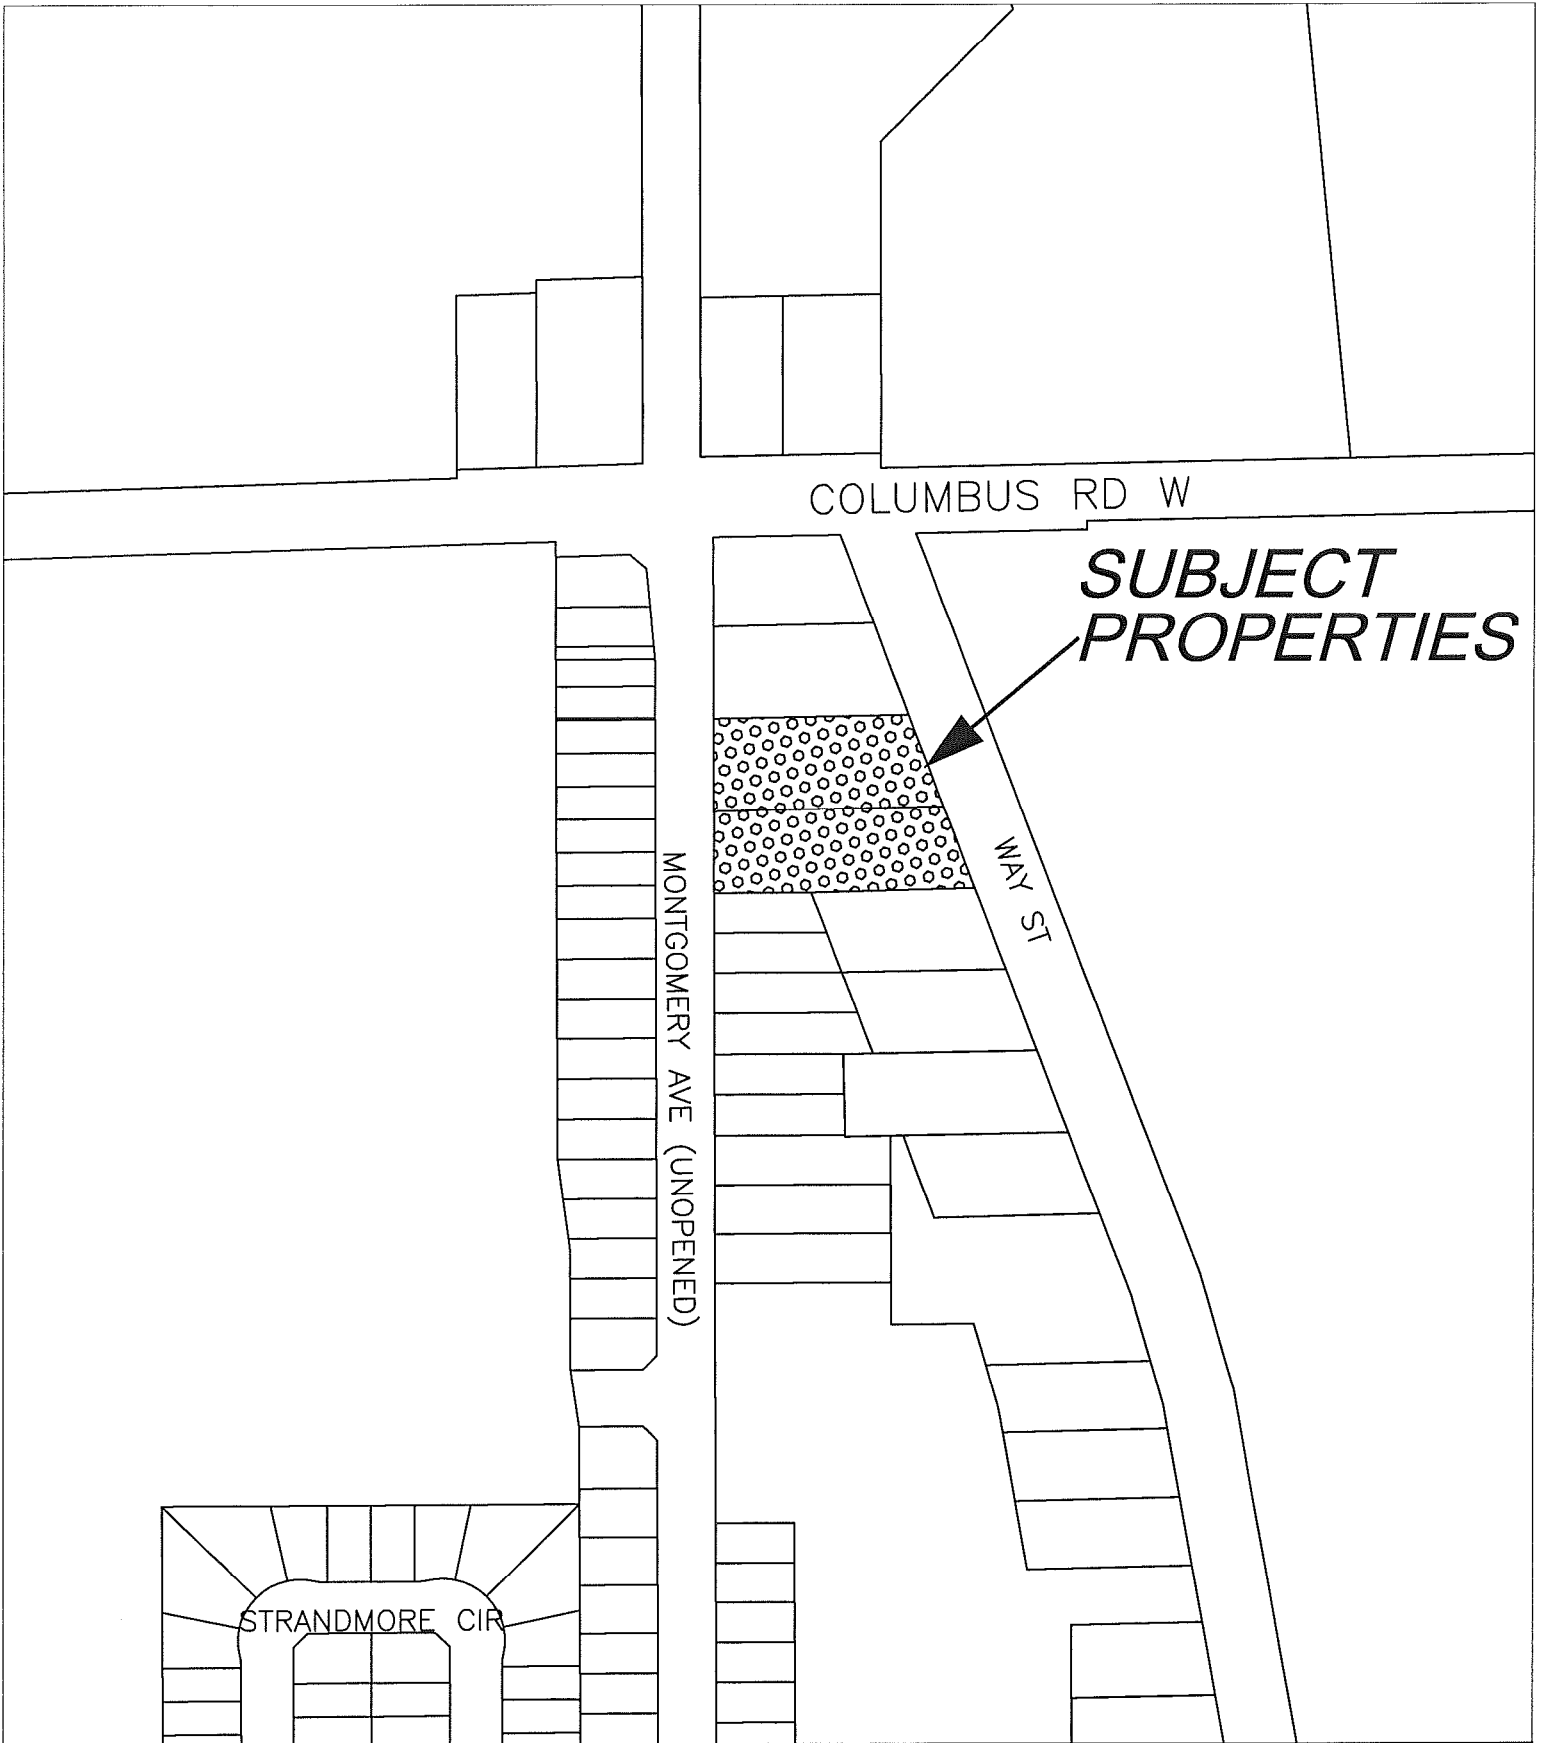 COLUMBUS RD W
SUBJECT
PROPERTIES
WAY ST
MONTGOMERY AVE (UNOPENED)
STRANDMORE CIR